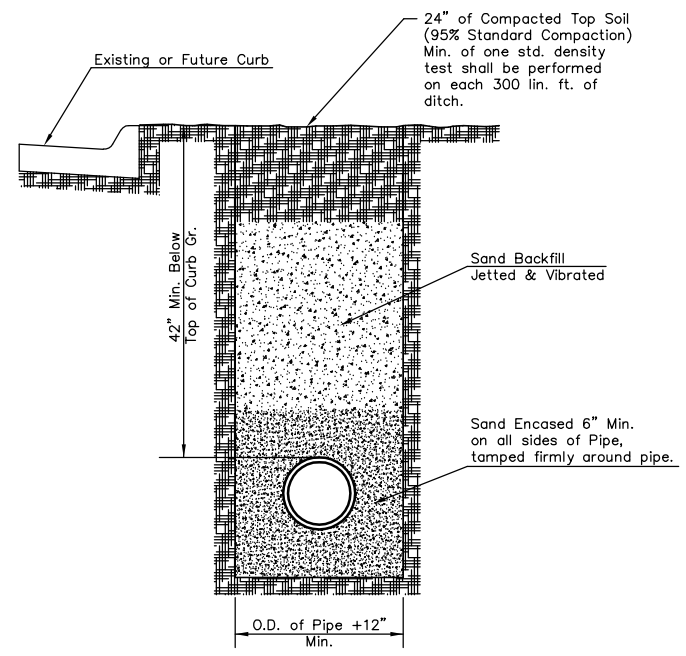 24" of Compacted Top Soil
(95% Standard Compaction)
Min. of one std. density
test shall be performed
on each 300 lin. ft. of
ditch.
Existing or Future Curb
42" Min. Below
Top of Curb Gr.
Sand Backfill
Jetted & Vibrated
Sand Encased 6" Min.
on all sides of Pipe,
tamped firmly around pipe.
O.D. of Pipe +12"
Min.